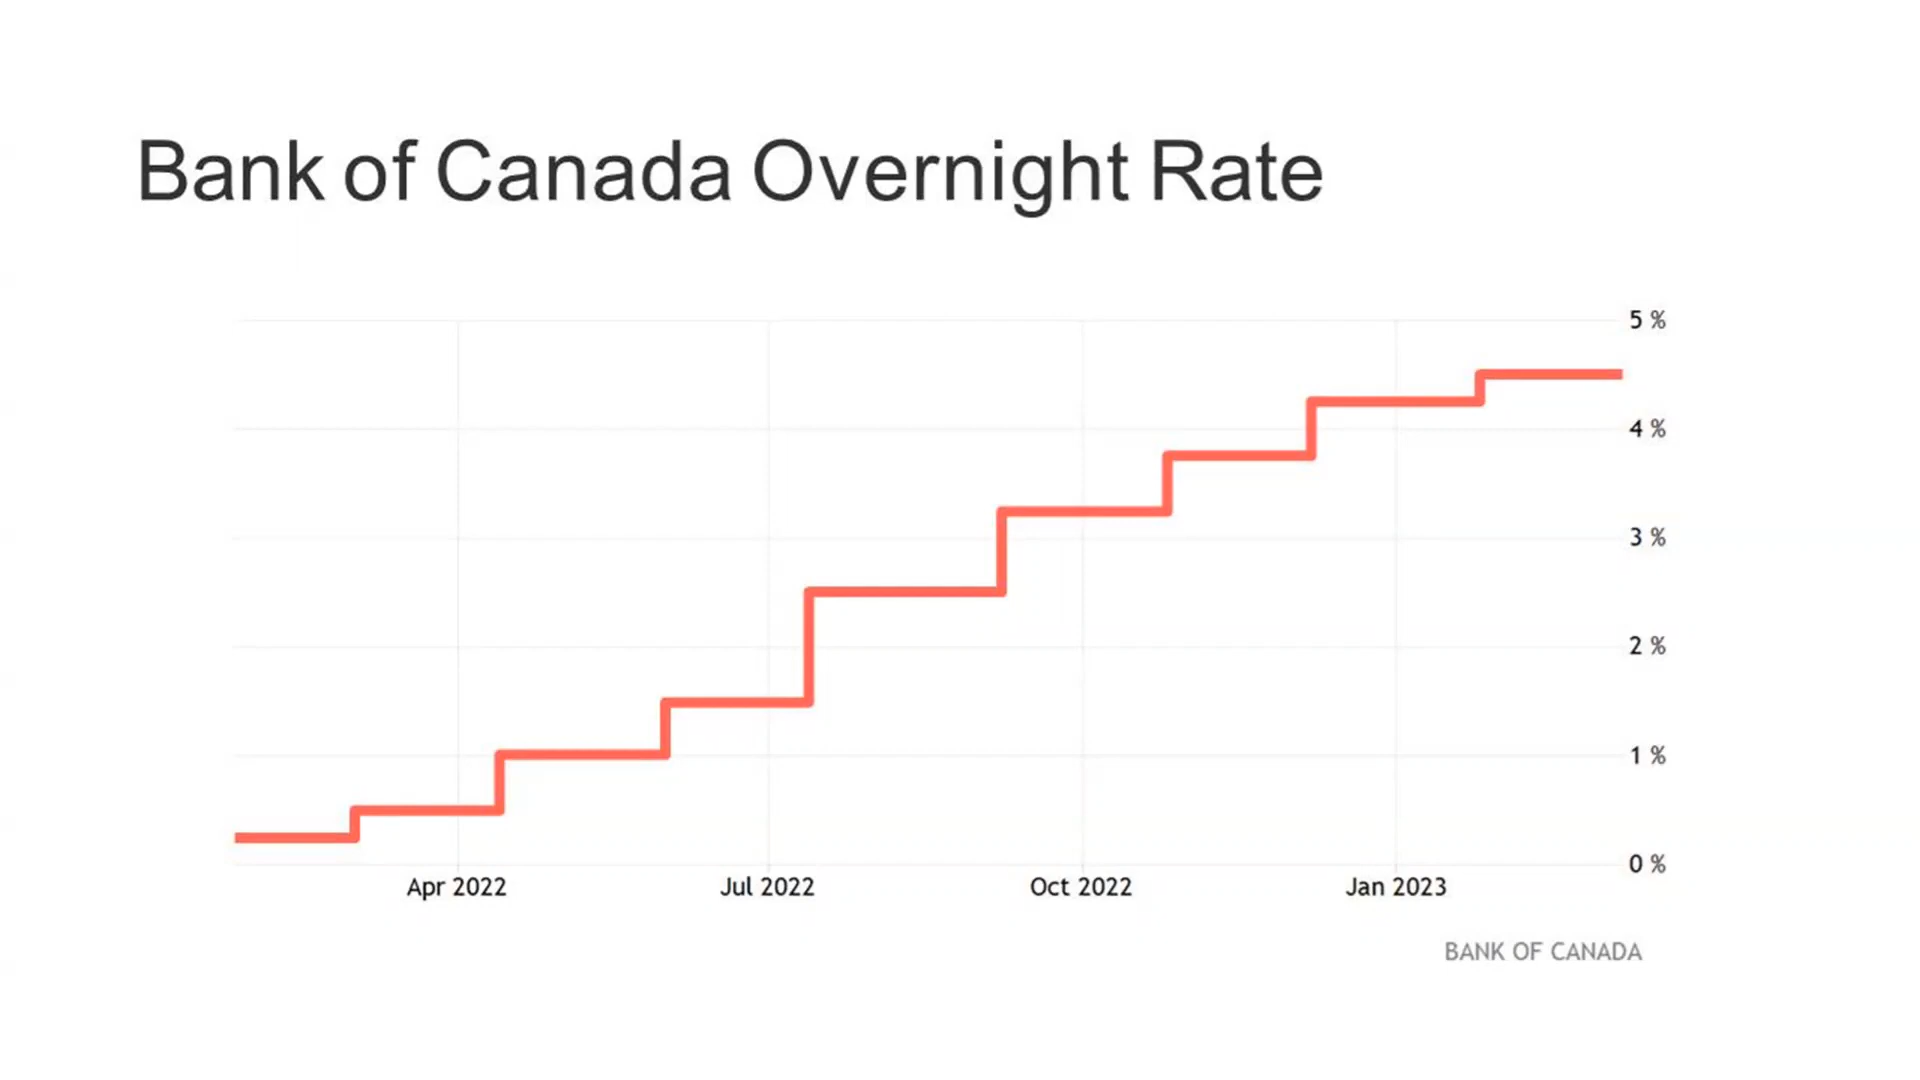 Bank of Canada Overnight Rate
5 %
4 %
3 %
2 %
1 %
0 %
Apr 2022 Jul 2022 Oct 2022 Jan 2023
BANK OF CANADA